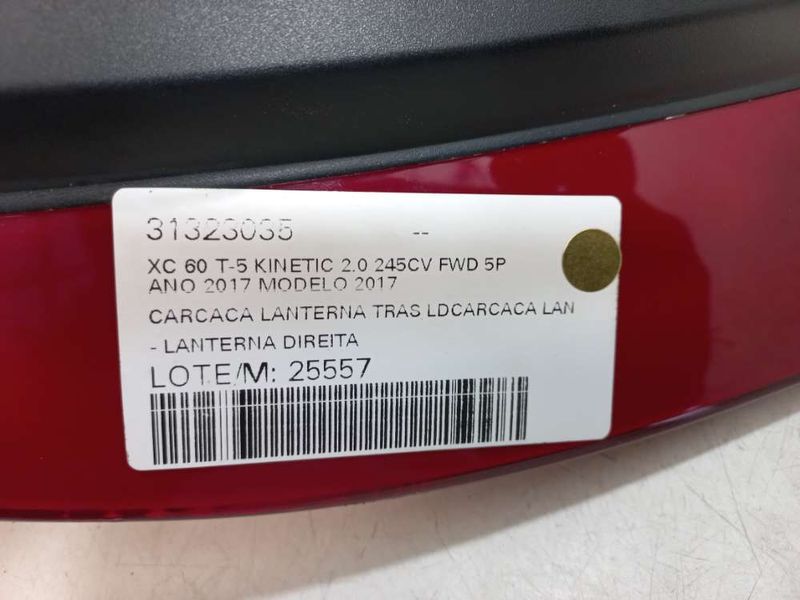 31323035 --
XC 60 T-5 KINETIC 2.0 245CV FWD 5P
ANO 2017 MODELO 2017
CARCACA LANTERNA TRAS LDCARCACA LAN
- LANTERNA DIREITA
LOTE/M: 25557